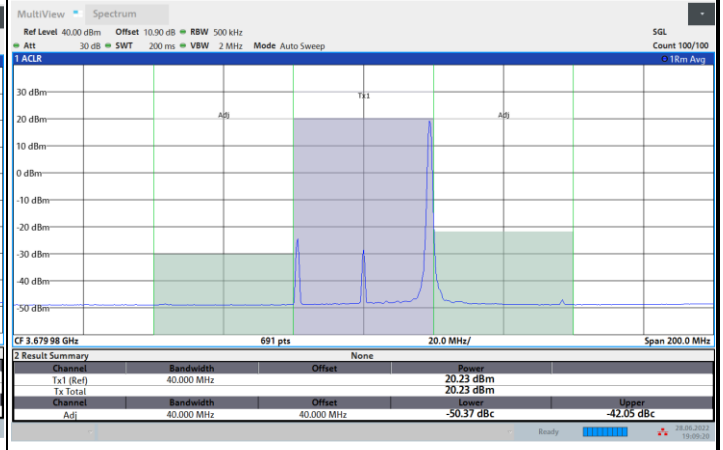 MultiView Spectrum
Ref Level 40.00 dBm Offset 10.90 dB RBW 500 kHz SGL
Att 30 dB SWT 200 ms VBW 2 MHz Mode Auto Sweep Count 100/100
1 ACLR 1Rm Avg
30 dBm
Tx1
20 dBm Adj Adj
10 dBm
0 dBm
-10 dBm
-20 dBm
-30 dBm
-40 dBm
-50 dBm
CF 3.679 98 GHz 691 pts 20.0 MHz/ Span 200.0 MHz
2 Result Summary None
Channel Bandwidth Offset Power
Tx1 (Ref) 40.000 MHz 20.23 dBm
Tx Total 20.23 dBm
Channel Bandwidth Offset Lower Upper
Adj 40.000 MHz 40.000 MHz -50.37 dBc -42.05 dBc
Ready 28.06.2022
19:09:20